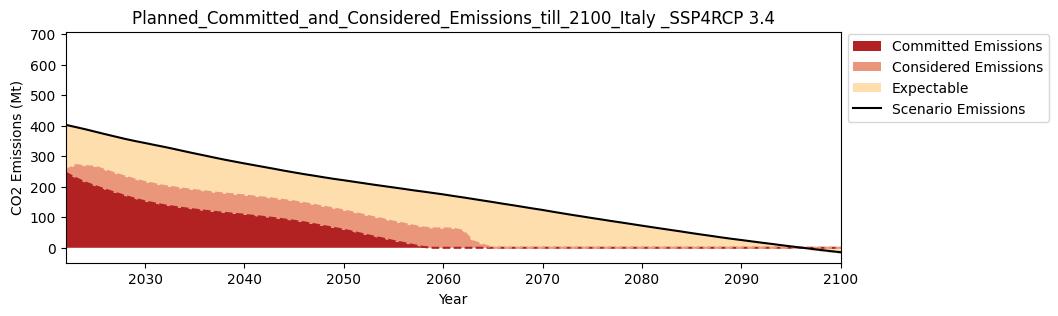 Planned_Committed_and_Considered_Emissions_till_2100_Italy _SSP4RCP 3.4
700
600
500
400
300
200
100
0
CO2 Emissions (Mt)
2030 2040 2050 2060 2070 2080 2090 2100
Year
Committed Emissions
Considered Emissions
Expectable
Scenario Emissions